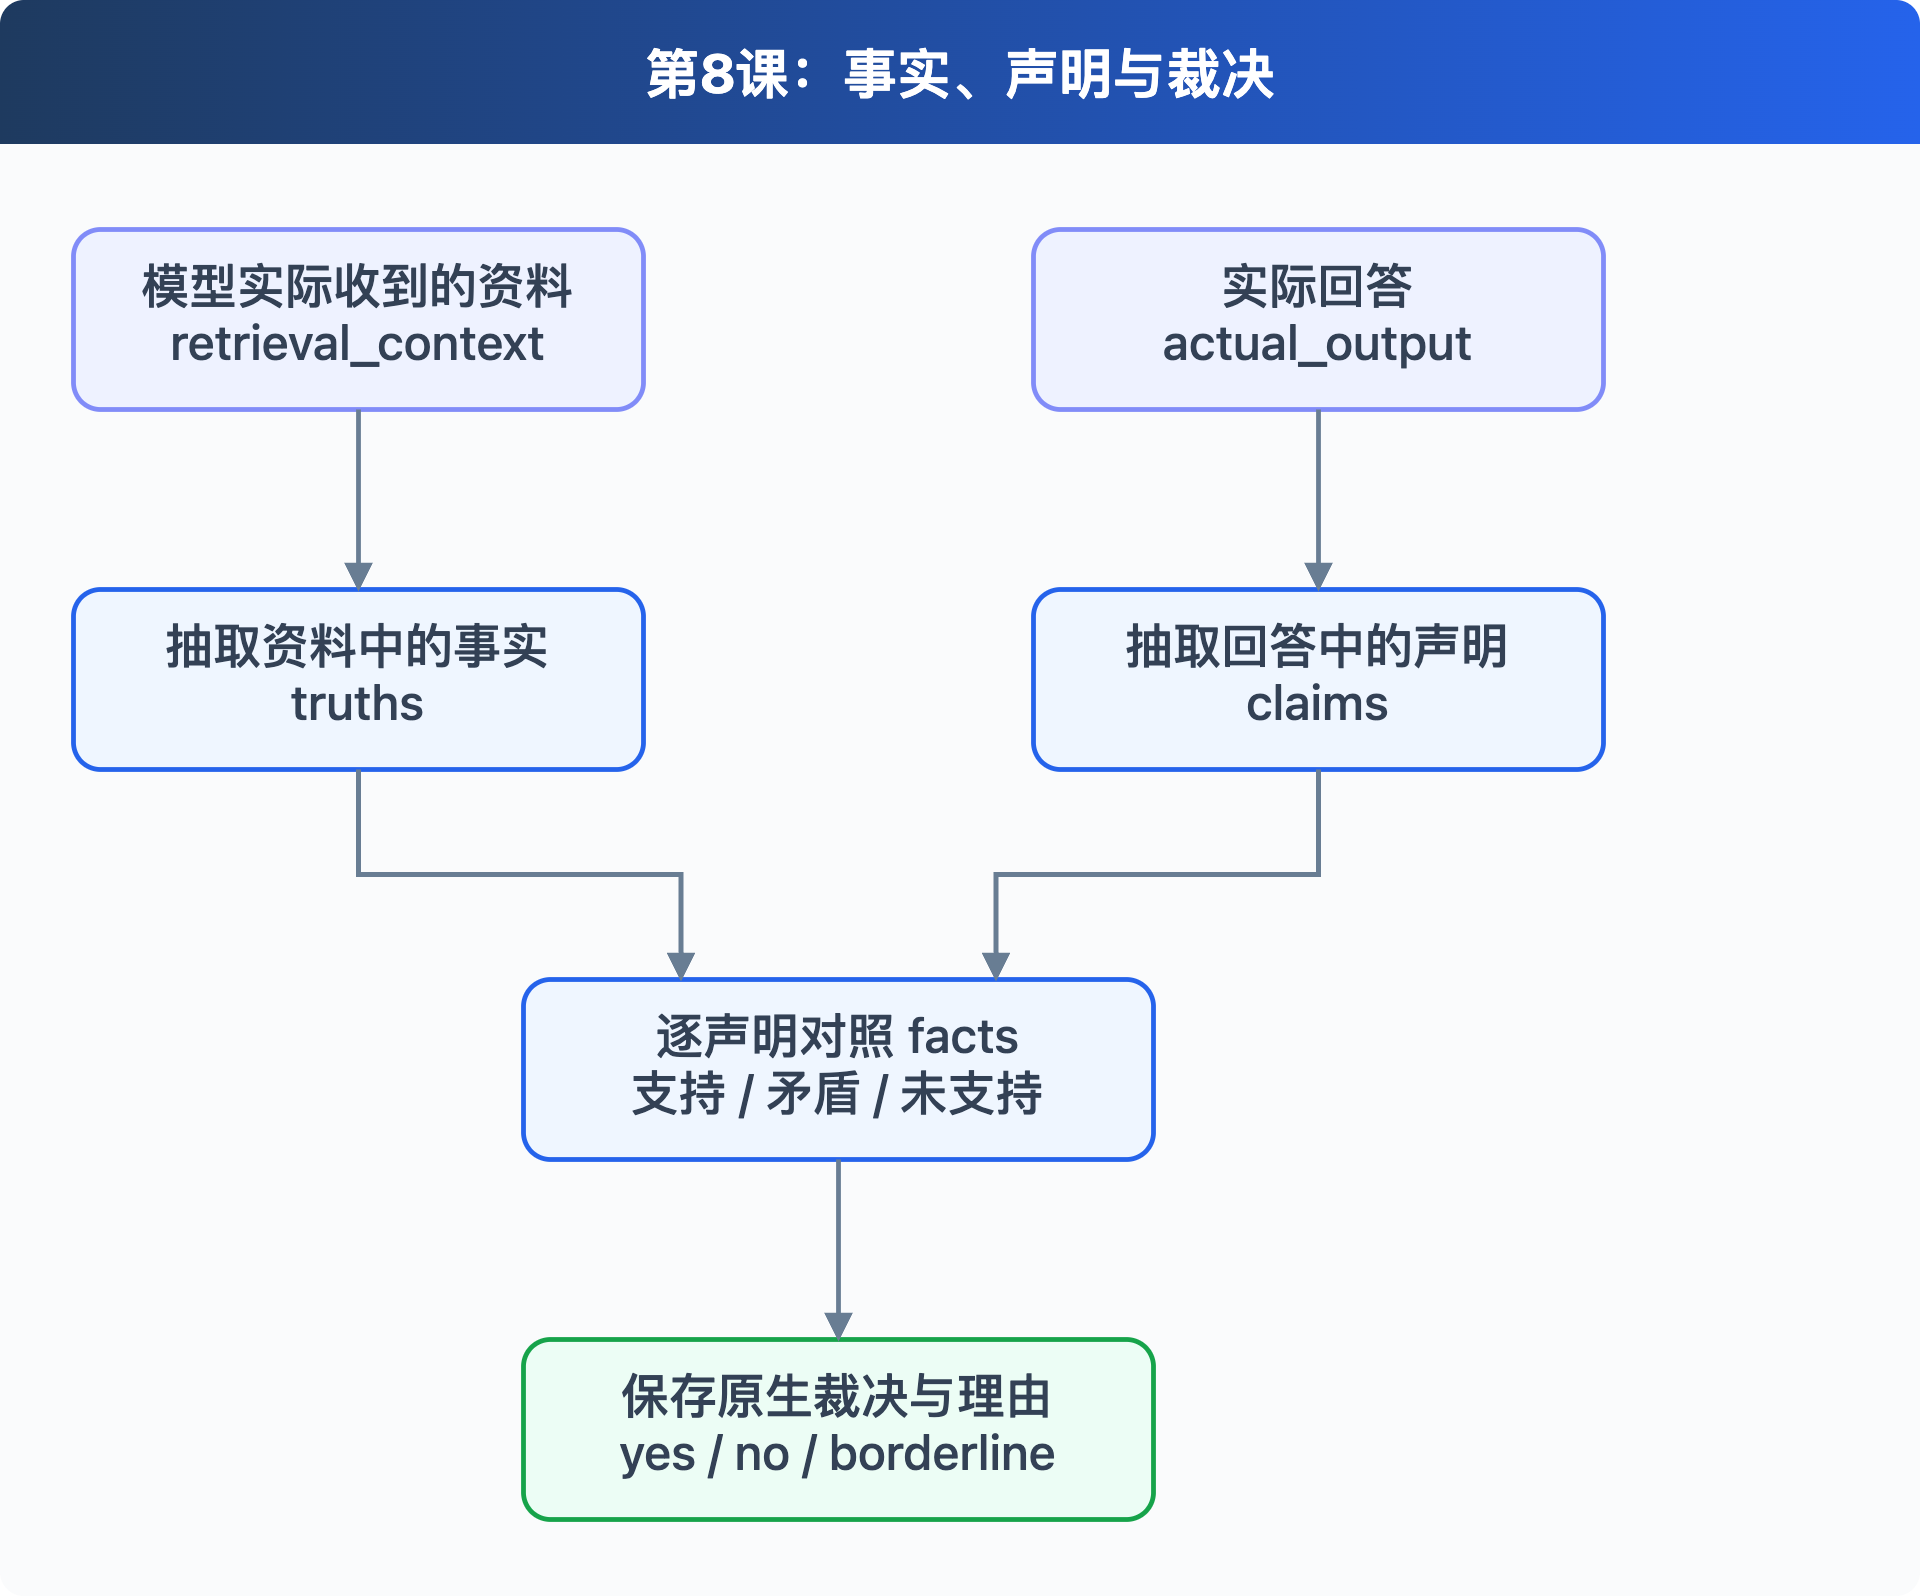 第8课：事实、声明与裁决
模型实际收到的资料
retrieval_context
实际回答
actual_output
抽取资料中的事实
truths
抽取回答中的声明
claims
逐声明对照 facts
支持 / 矛盾 / 未支持
保存原生裁决与理由
yes / no / borderline